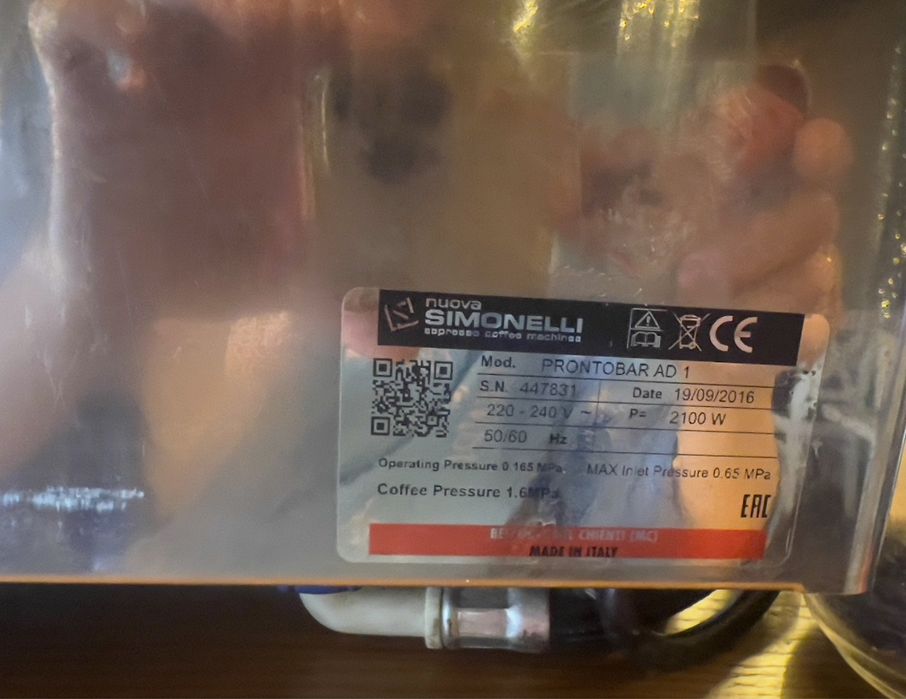 nuova
SIMONELLI
espresso coffee machines
CE
Mod. PRONTOBAR AD 1
S.N. 447831 Date 19/09/2016
220 - 240 V ~ P= 2100 W
50/60 Hz
Operating Pressure 0.165 MPa MAX Inlet Pressure 0.65 MPa
Coffee Pressure 1.6MPa
EAC
CHIENTI (MC)
MADE IN ITALY